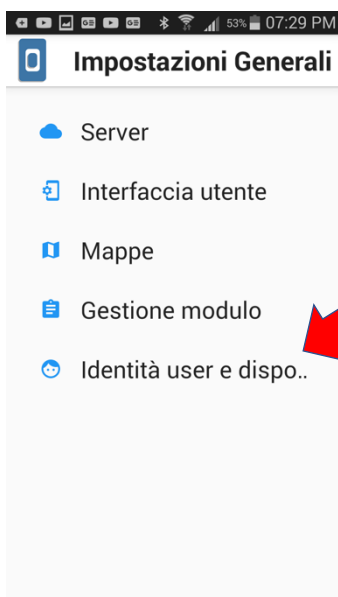 53% 07:29 PM
Impostazioni Generali
Server
Interfaccia utente
Mappe
Gestione modulo
Identità user e dispo..